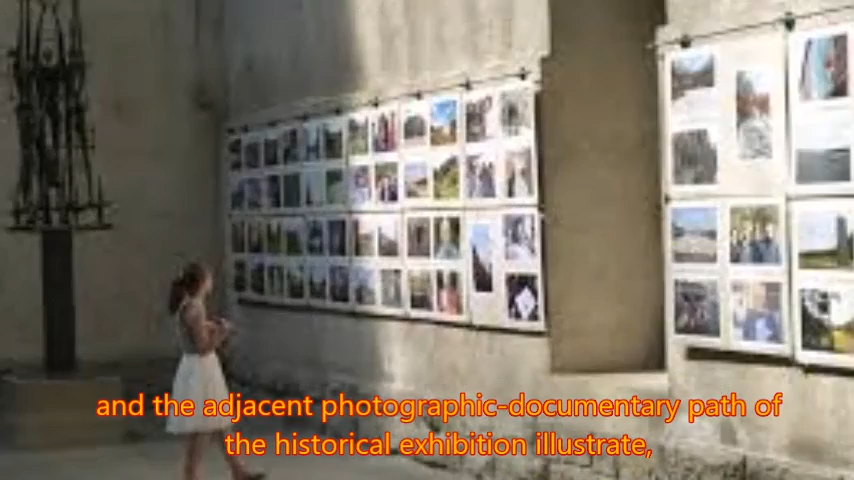 and the adjacent photographic-documentary path of
the historical exhibition illustrate,